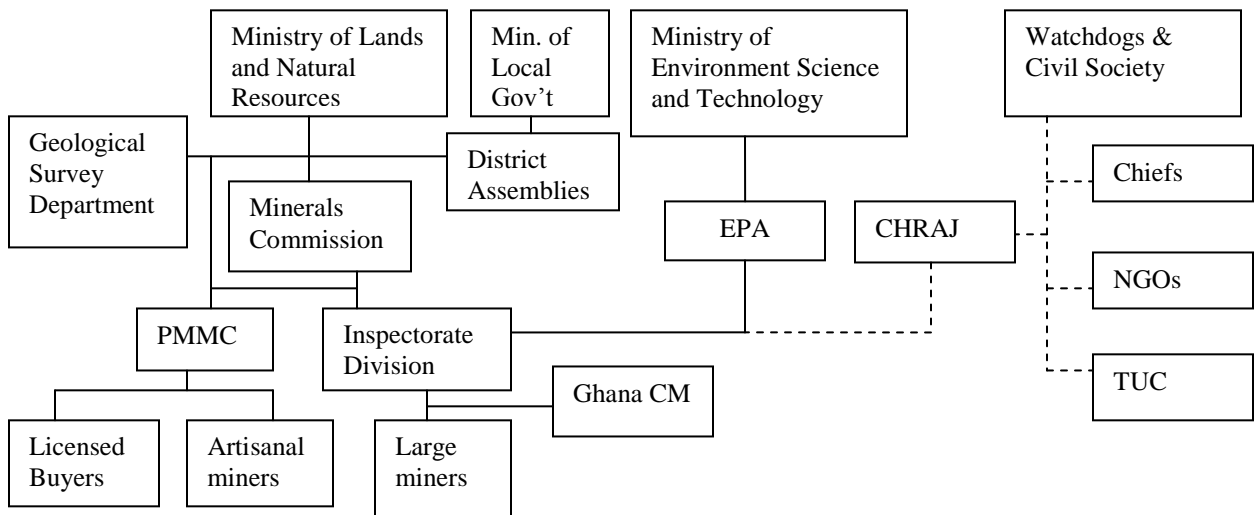 Ministry of Lands
and Natural
Resources
Min. of
Local
Gov't
Ministry of
Environment Science
and Technology
Watchdogs &
Civil Society
Geological
Survey
Department
District
Assemblies
Chiefs
Minerals
Commission
EPA
CHRAJ
NGOs
PMMC
Inspectorate
Division
Ghana CM
TUC
Licensed
Buyers
Artisanal
miners
Large
miners